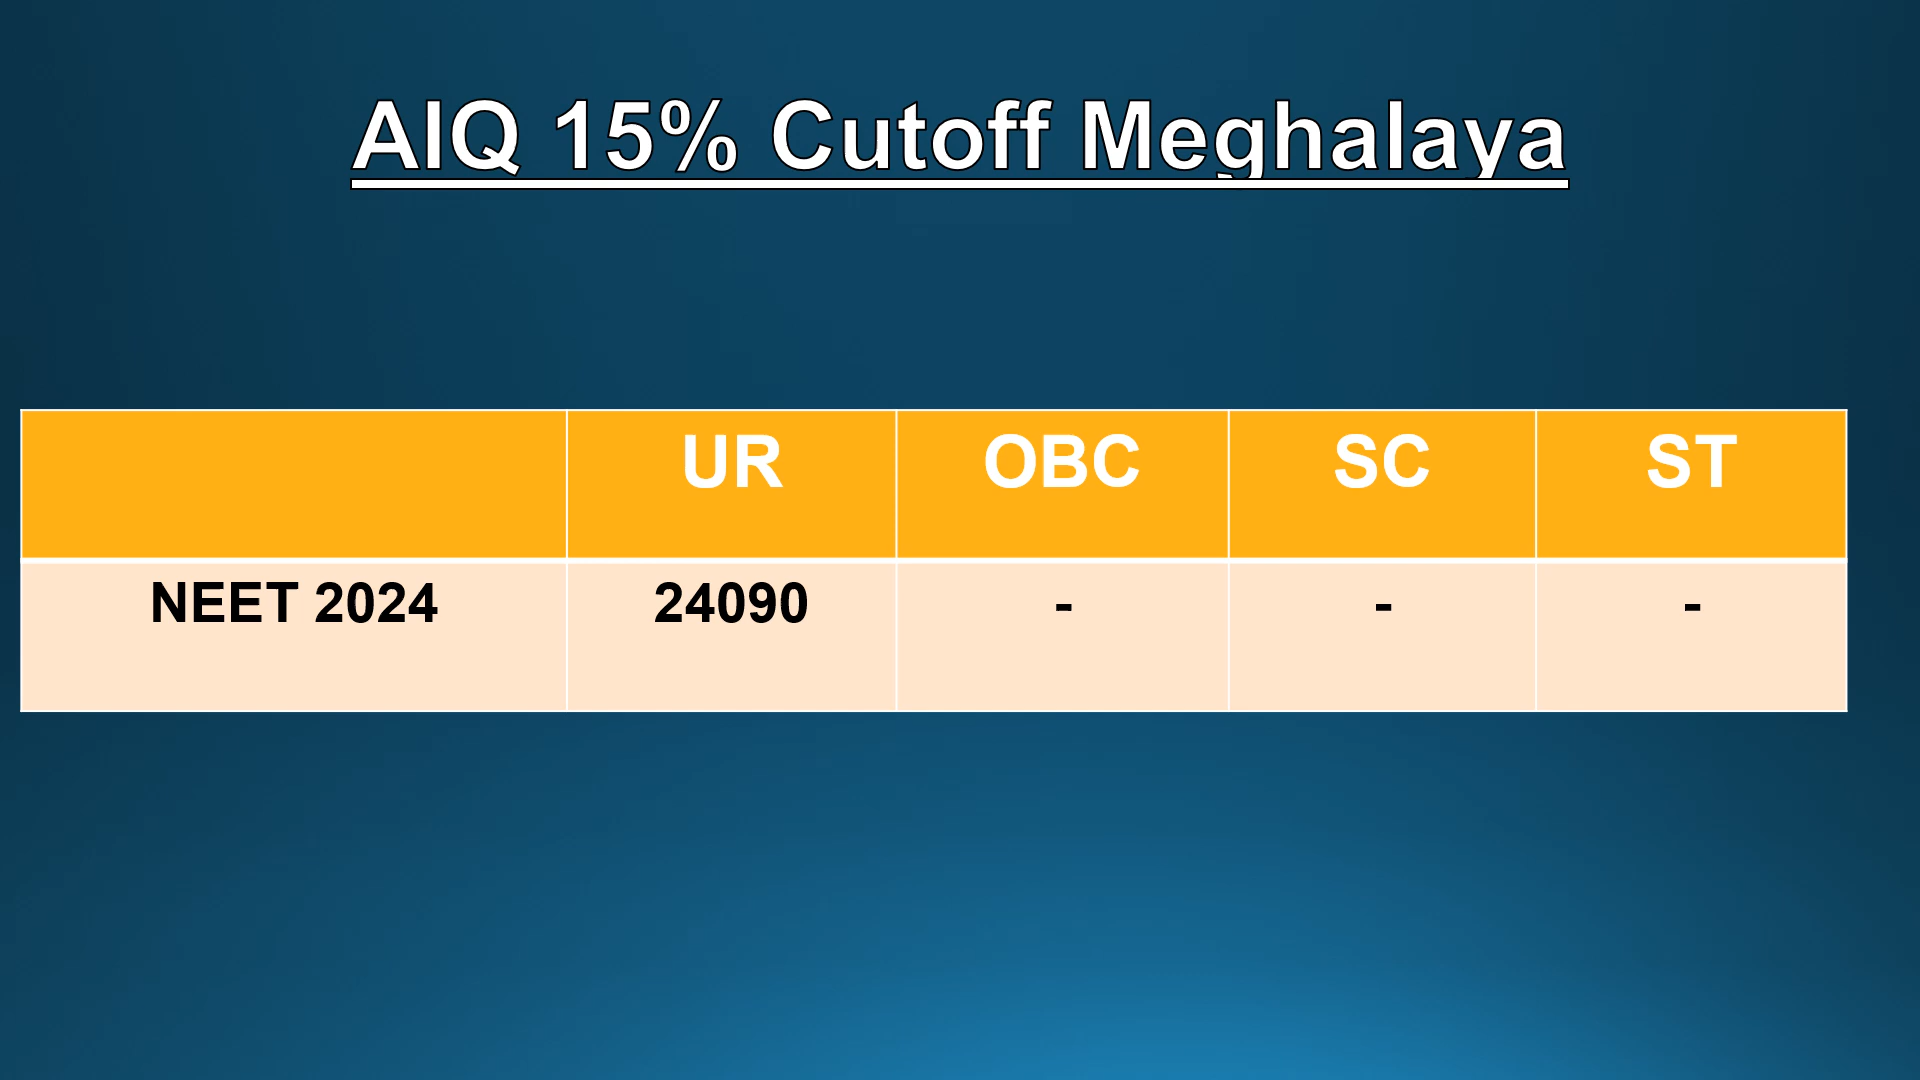 AIQ 15% Cutoff Meghalaya
UR OBC SC ST
NEET 2024 24090 - - -